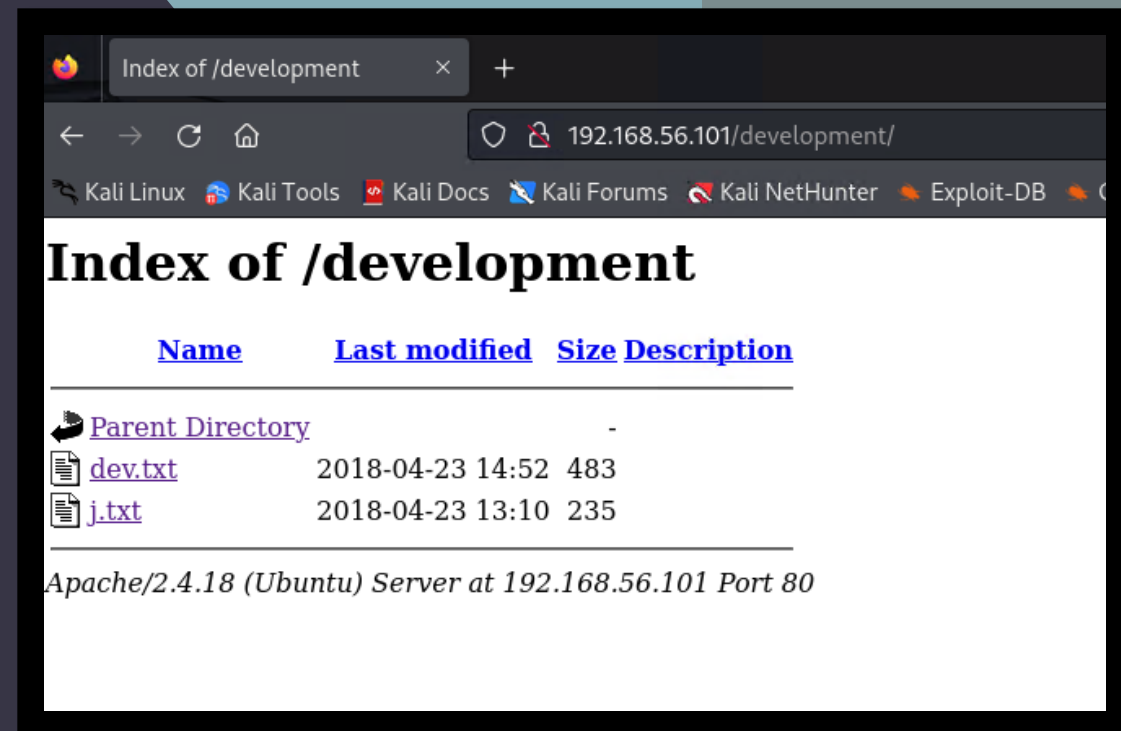 Index of /development
192.168.56.101/development/
Kali Linux Kali Tools Kali Docs Kali Forums Kali NetHunter Exploit-DB
Index of /development
Name Last modified Size Description
Parent Directory -
dev.txt 2018-04-23 14:52 483
j.txt 2018-04-23 13:10 235
Apache/2.4.18 (Ubuntu) Server at 192.168.56.101 Port 80